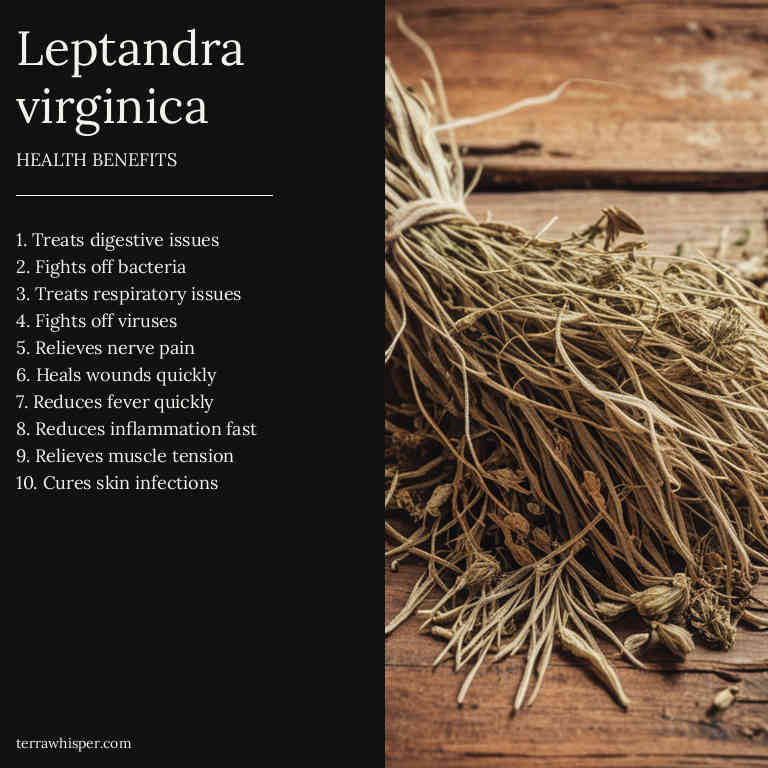 Leptandra
virginica
HEALTH BENEFITS
1. Treats digestive issues
2. Fights off bacteria
3. Treats respiratory issues
4. Fights off viruses
5. Relieves nerve pain
6. Heals wounds quickly
7. Reduces fever quickly
8. Reduces inflammation fast
9. Relieves muscle tension
10. Cures skin infections
terrawhisper.com